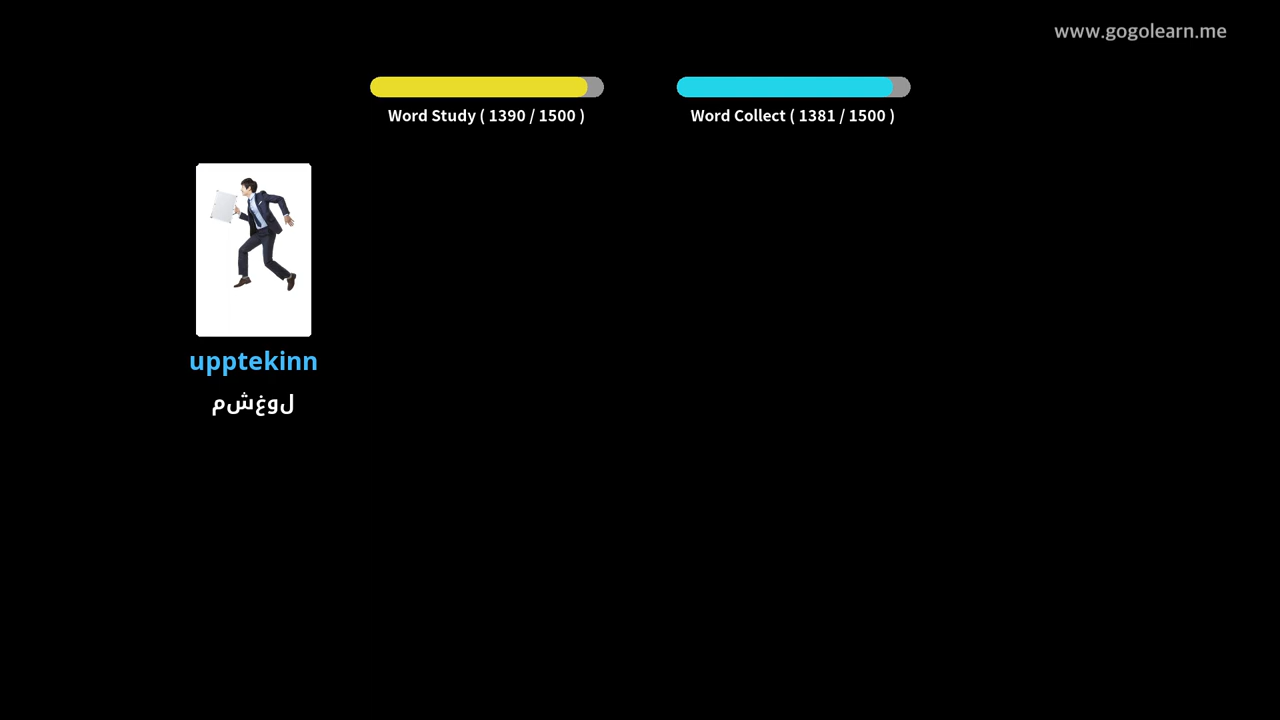 www.gogolearn.me
Word Study ( 1390 / 1500 )
Word Collect ( 1381 / 1500 )
upptekinn
مشغول